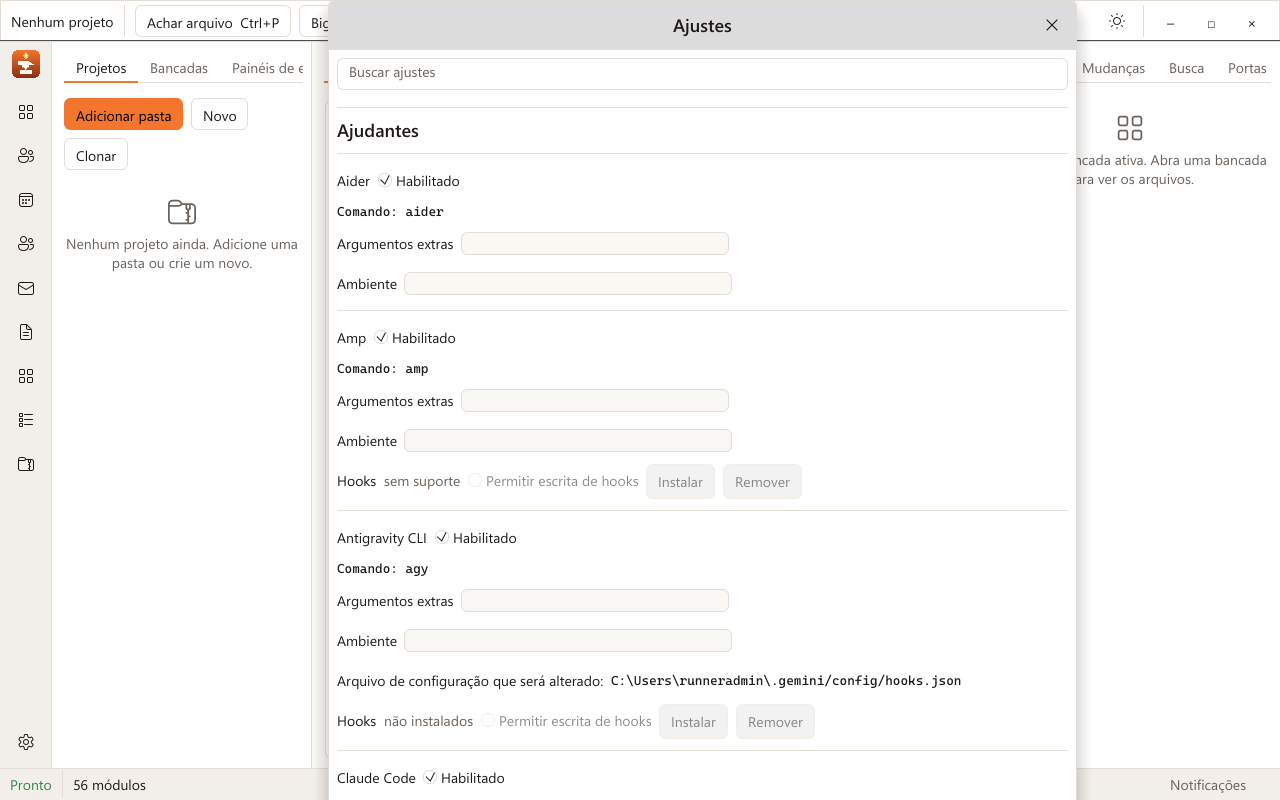 Nenhum projeto
Achar arquivo Ctrl+P
Big
Ajustes
Projetos
Bancadas
Painéis de e
Mudanças
Busca
Portas
Adicionar pasta
Novo
Clonar
Nenhum projeto ainda. Adicione uma
pasta ou crie um novo.
Buscar ajustes
Ajudantes
Aider Habilitado
Comando: aider
Argumentos extras
Ambiente
Amp Habilitado
Comando: amp
Argumentos extras
Ambiente
Hooks sem suporte Permitir escrita de hooks Instalar Remover
Antigravity CLI Habilitado
Comando: agy
Argumentos extras
Ambiente
Arquivo de configuração que será alterado: C:\Users\runneradmin\.gemini/config/hooks.json
Hooks não instalados Permitir escrita de hooks Instalar Remover
Claude Code Habilitado
ncada ativa. Abra uma bancada
ara ver os arquivos.
Pronto
56 módulos
Notificações